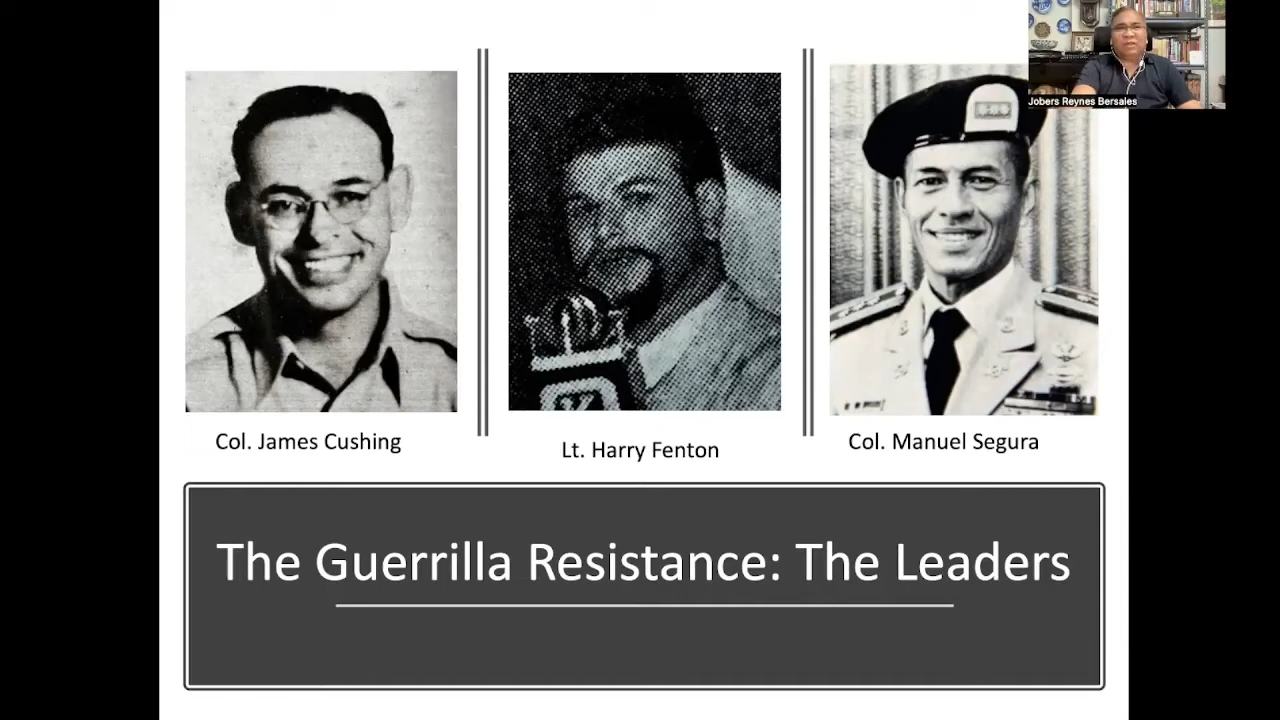 Jobers Reynes Bersales
Col. James Cushing
Lt. Harry Fenton
Col. Manuel Segura
The Guerrilla Resistance: The Leaders